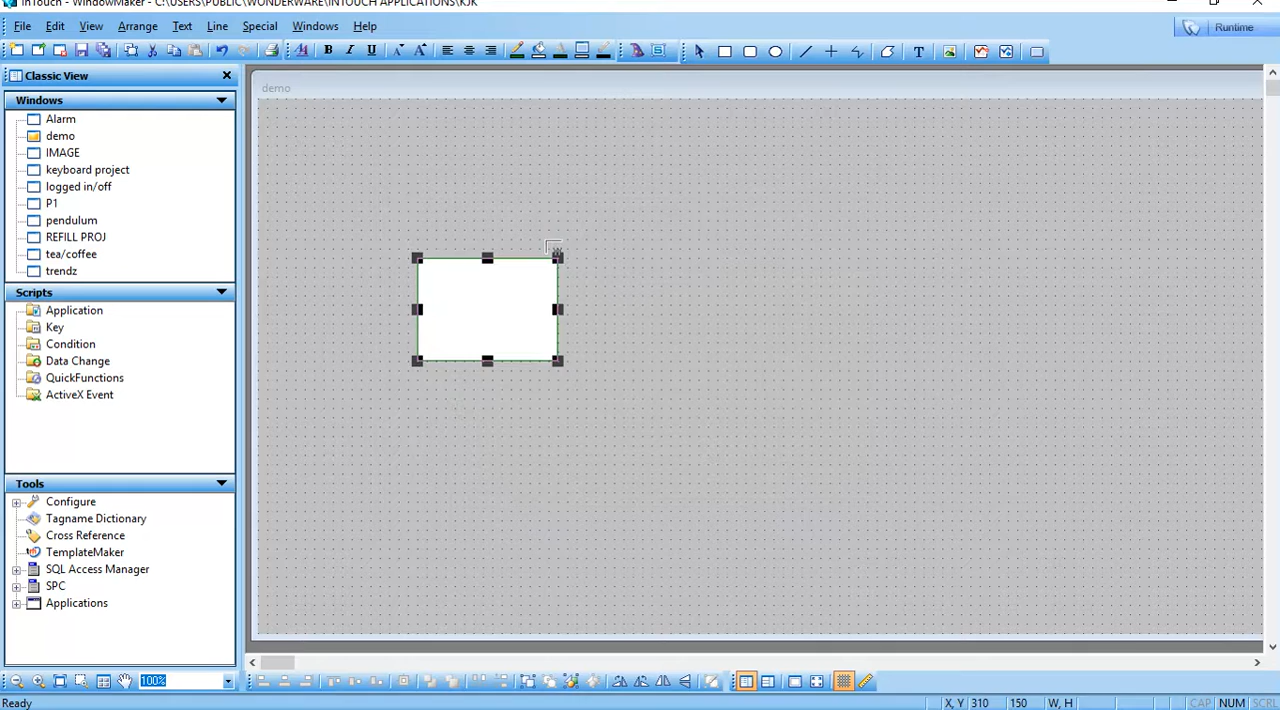 InTouch - WindowMaker - C:\USERS\PUBLIC\WONDERWARE\INTOUCH APPLICATIONS\KJK
File Edit View Arrange Text Line Special Windows Help
Runtime
B I U A A T
Classic View
demo
Windows
Alarm
demo
IMAGE
keyboard project
logged in/off
P1
pendulum
REFILL PROJ
tea/coffee
trendz
Scripts
Application
Key
Condition
Data Change
QuickFunctions
ActiveX Event
Tools
Configure
Tagname Dictionary
Cross Reference
TemplateMaker
SQL Access Manager
SPC
Applications
100%
Ready X, Y 310 150 W, H CAP NUM SCRL